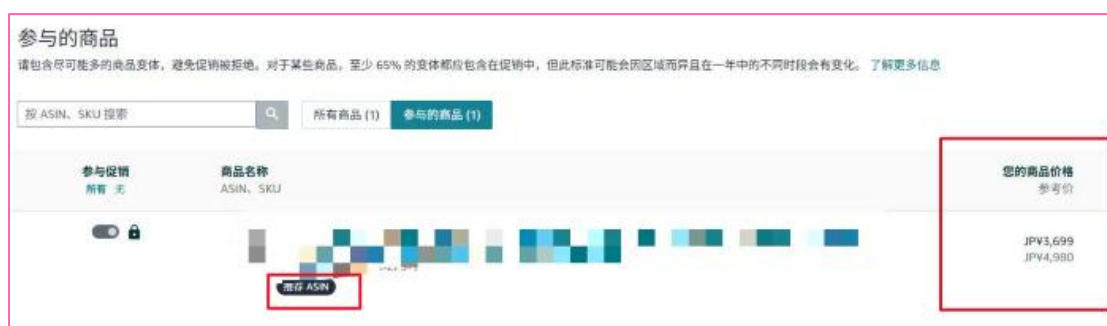 参与的商品
请包含尽可能多的商品变体，避免促销被拒绝。对于某些商品，至少 65% 的变体都应包含在促销中，但此标准可能会因区域而异且在一年中的不同时段会有变化。 了解更多信息
按 ASIN、SKU 搜索
所有商品 (1) 参与的商品 (1)
参与促销 商品名称 您的商品价格
所有 无 ASIN、SKU 参考价
JP¥3,699
JP¥4,980
推荐 ASIN